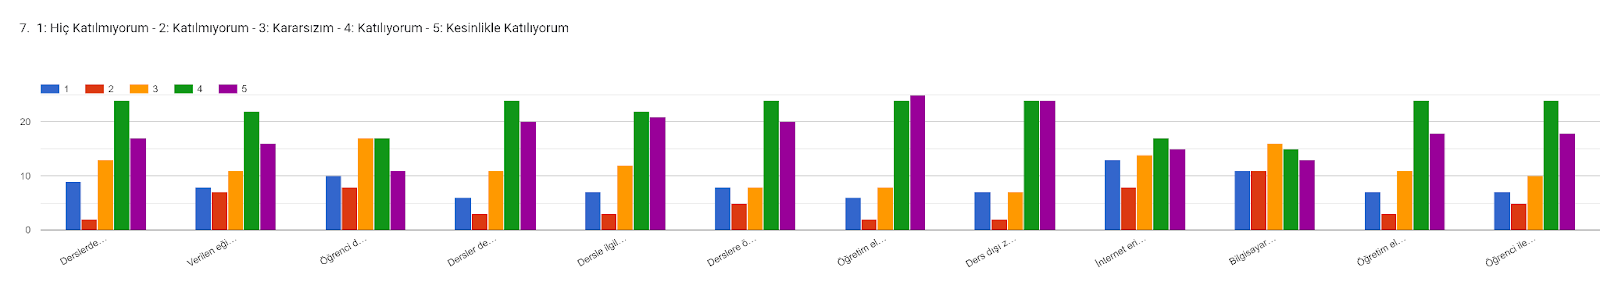 7. 1: Hiç Katılmıyorum - 2: Katılmıyorum - 3: Kararsızım - 4: Katılıyorum - 5: Kesinlikle Katılıyorum
1 2 3 4 5
20
10
0
Derslerde… Verilen eği… Öğrenci d… Dersler de… Dersle ilgil… Derslere ö… Öğretim el… Ders dışı z… İnternet eri… Bilgisayar… Öğretim el… Öğrenci ile…